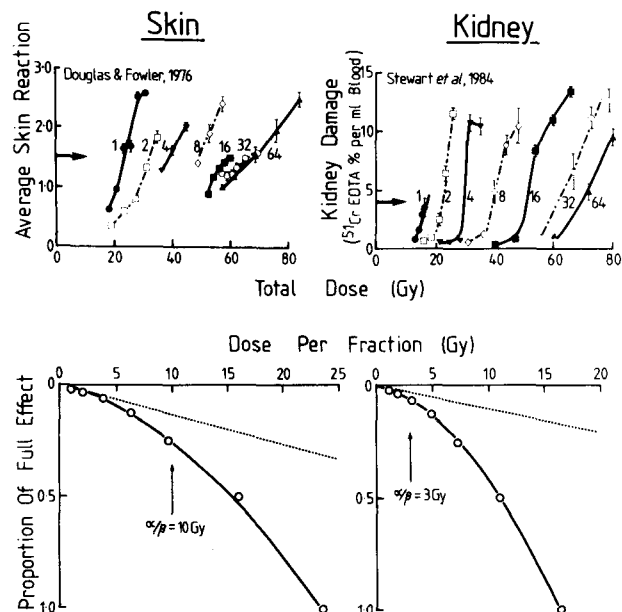 Skin Kidney
Average Skin Reaction
3·0
2·0
1·0
0
Douglas & Fowler, 1976
1 2 4 8 16 32 64
0 20 40 60 80
Kidney Damage
(⁵¹Cr EDTA % per ml Blood)
15
10
5
0
Stewart et al, 1984
1 2 4 8 16 32 64
0 20 40 60 80
Total Dose (Gy)
Dose Per Fraction (Gy)
0 5 10 15 20 25
0 5 10 15 20
Proportion Of Full Effect
0
0·5
1·0
α/β = 10 Gy
0
0·5
1·0
α/β = 3 Gy